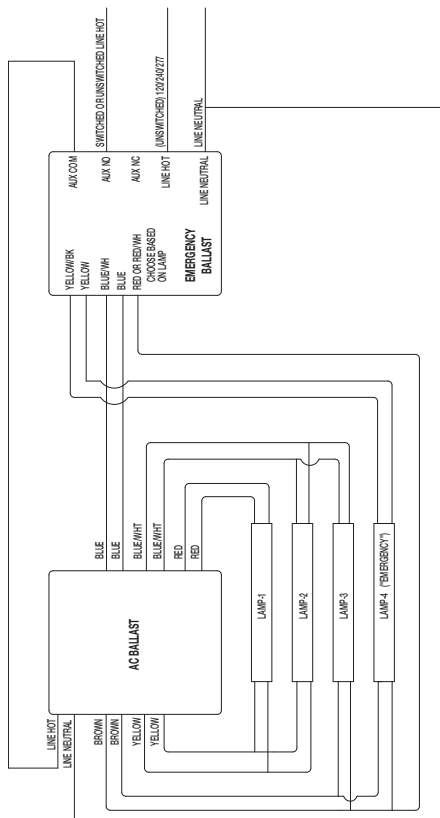 SWITCHED OR UNSWITCHED LINE HOT
(UNSWITCHED) 120/240/277
LINE NEUTRAL
AUX COM
AUX NO
AUX NC
LINE HOT
LINE NEUTRAL
YELLOW/BK
YELLOW
BLUE/WH
BLUE
RED OR RED/WH
CHOOSE BASED
ON LAMP
EMERGENCY
BALLAST
BLUE
BLUE
BLUE/WHT
BLUE/WHT
RED
RED
AC BALLAST
LINE HOT
LINE NEUTRAL
BROWN
BROWN
YELLOW
YELLOW
LAMP-1
LAMP-2
LAMP-3
LAMP-4 ("EMERGENCY")